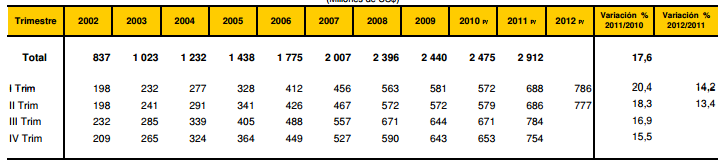 (Millones de US$)
Trimestre 2002 2003 2004 2005 2006 2007 2008 2009 2010 PV 2011 PV 2012 PV Variación % 2011/2010 Variación % 2012/2011
Total 837 1 023 1 232 1 438 1 775 2 007 2 396 2 440 2 475 2 912 17,6
I Trim 198 232 277 328 412 456 563 581 572 688 786 20,4 14,2
II Trim 198 241 291 341 426 467 572 572 579 686 777 18,3 13,4
III Trim 232 285 339 405 488 557 671 644 671 784 16,9
IV Trim 209 265 324 364 449 527 590 643 653 754 15,5